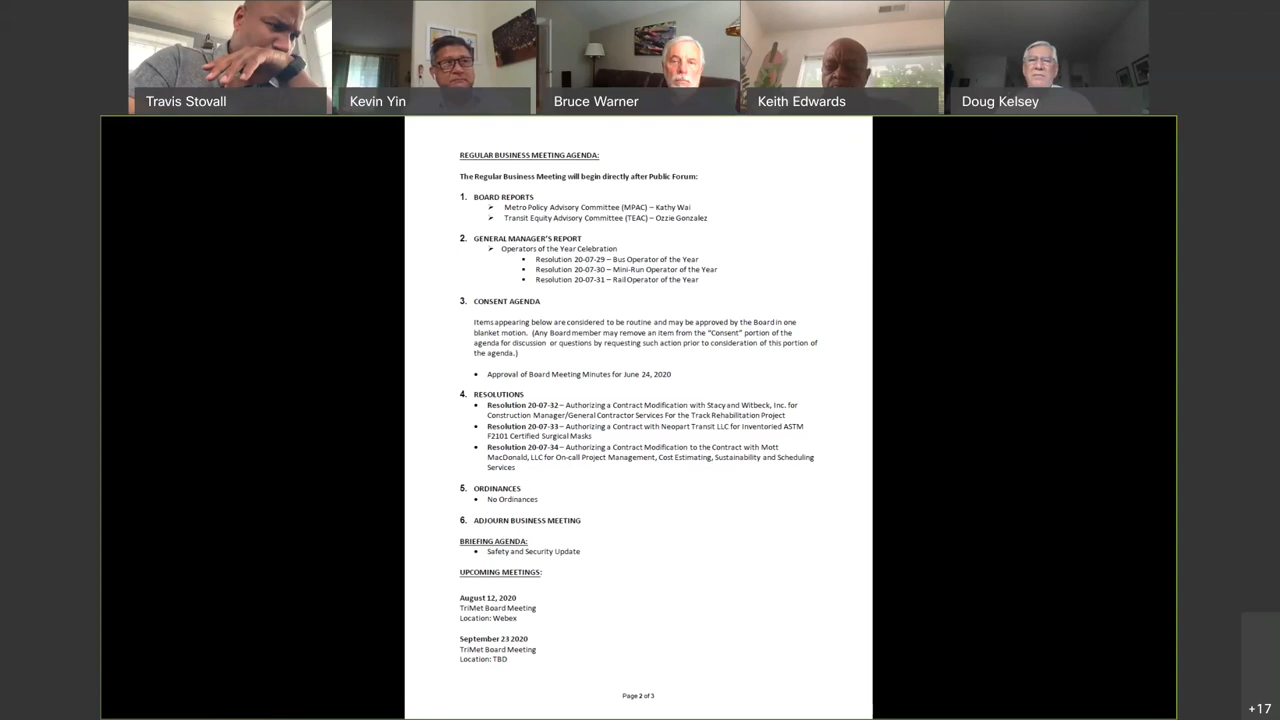 Travis Stovall
Kevin Yin
Bruce Warner
Keith Edwards
Doug Kelsey
REGULAR BUSINESS MEETING AGENDA:
The Regular Business Meeting will begin directly after Public Forum:
1. BOARD REPORTS
➢ Metro Policy Advisory Committee (MPAC) – Kathy Wai
➢ Transit Equity Advisory Committee (TEAC) – Ozzie Gonzalez
2. GENERAL MANAGER'S REPORT
➢ Operators of the Year Celebration
• Resolution 20-07-29 – Bus Operator of the Year
• Resolution 20-07-30 – Mini-Run Operator of the Year
• Resolution 20-07-31 – Rail Operator of the Year
3. CONSENT AGENDA
Items appearing below are considered to be routine and may be approved by the Board in one
blanket motion. (Any Board member may remove an item from the "Consent" portion of the
agenda for discussion or questions by requesting such action prior to consideration of this portion of
the agenda.)
• Approval of Board Meeting Minutes for June 24, 2020
4. RESOLUTIONS
• Resolution 20-07-32 – Authorizing a Contract Modification with Stacy and Witbeck, Inc. for
Construction Manager/General Contractor Services For the Track Rehabilitation Project
• Resolution 20-07-33 – Authorizing a Contract with Neopart Transit LLC for Inventoried ASTM
F2101 Certified Surgical Masks
• Resolution 20-07-34 – Authorizing a Contract Modification to the Contract with Mott
MacDonald, LLC for On-call Project Management, Cost Estimating, Sustainability and Scheduling
Services
5. ORDINANCES
• No Ordinances
6. ADJOURN BUSINESS MEETING
BRIEFING AGENDA:
• Safety and Security Update
UPCOMING MEETINGS:
August 12, 2020
TriMet Board Meeting
Location: Webex
September 23 2020
TriMet Board Meeting
Location: TBD
Page 2 of 3
+17